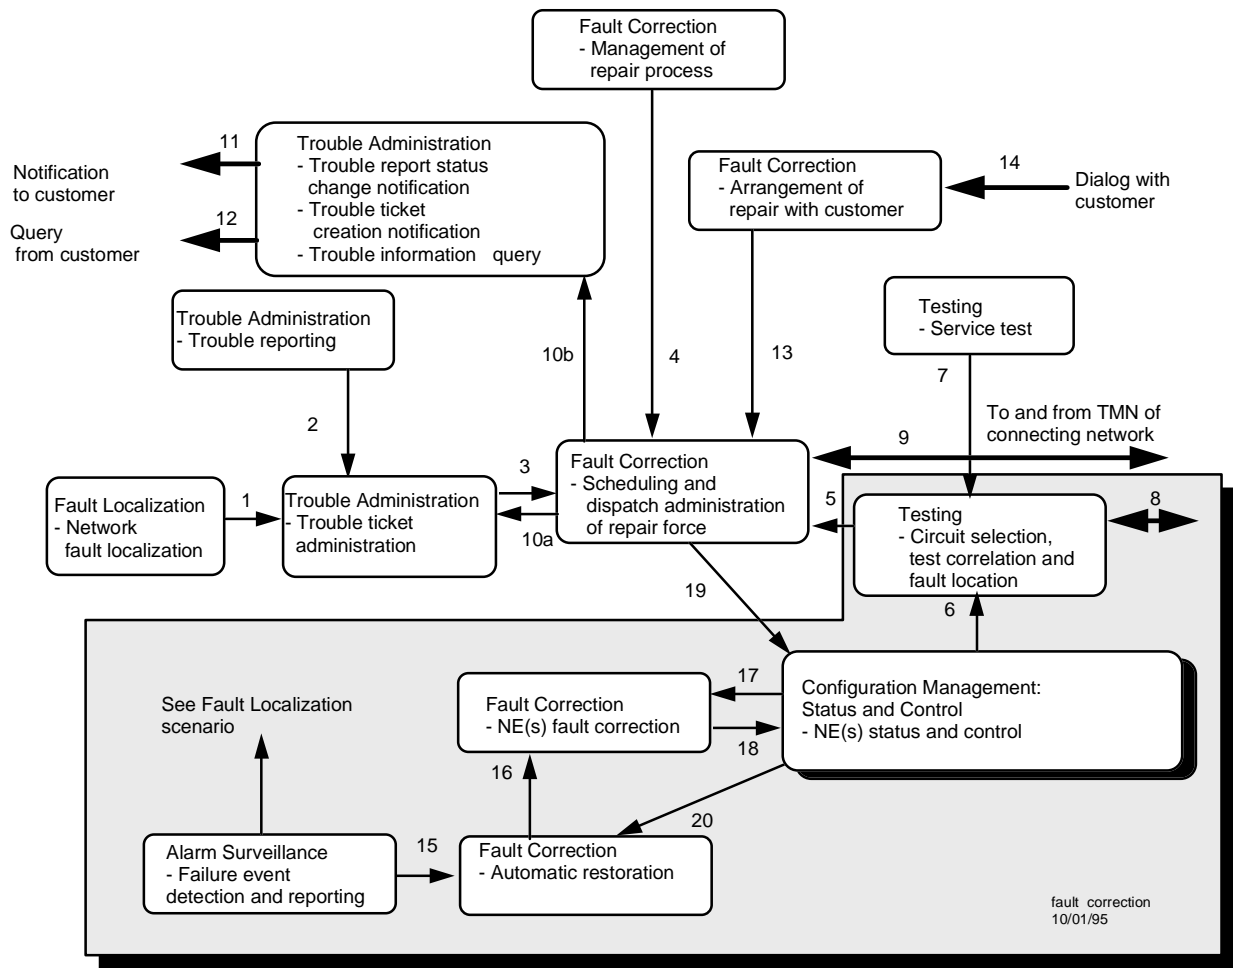 Fault Correction
- Management of
repair process
11
Trouble Administration
- Trouble report status
change notification
- Trouble ticket
creation notification
- Trouble information query
12
Notification
to customer
Query
from customer
Fault Correction
- Arrangement of
repair with customer
14
Dialog with
customer
Trouble Administration
- Trouble reporting
10b
4
13
Testing
- Service test
7
2
To and from TMN of
connecting network
9
Fault Localization
- Network
fault localization
1
Trouble Administration
- Trouble ticket
administration
3
10a
Fault Correction
- Scheduling and
dispatch administration
of repair force
5
Testing
- Circuit selection,
test correlation and
fault location
8
19
6
See Fault Localization
scenario
Fault Correction
- NE(s) fault correction
17
18
Configuration Management:
Status and Control
- NE(s) status and control
16
20
Alarm Surveillance
- Failure event
detection and reporting
15
Fault Correction
- Automatic restoration
fault correction
10/01/95